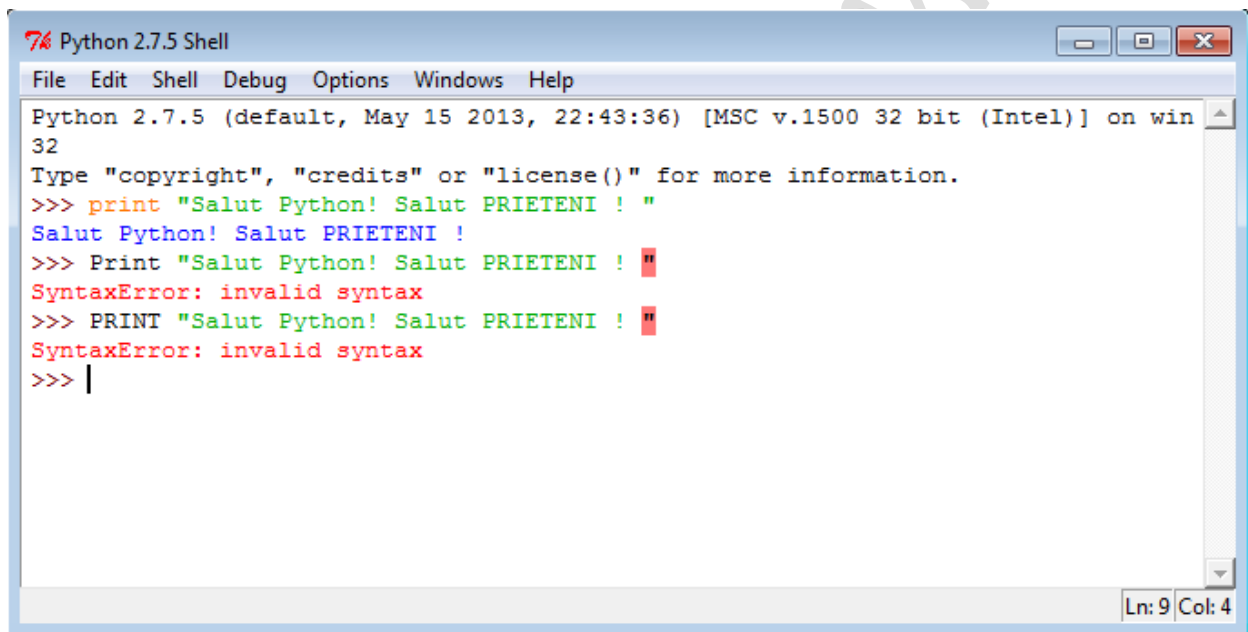 Python 2.7.5 Shell
File Edit Shell Debug Options Windows Help
Python 2.7.5 (default, May 15 2013, 22:43:36) [MSC v.1500 32 bit (Intel)] on win
32
Type "copyright", "credits" or "license()" for more information.
>>> print "Salut Python! Salut PRIETENI ! "
Salut Python! Salut PRIETENI !
>>> Print "Salut Python! Salut PRIETENI ! "
SyntaxError: invalid syntax
>>> PRINT "Salut Python! Salut PRIETENI ! "
SyntaxError: invalid syntax
>>>
Ln: 9 Col: 4